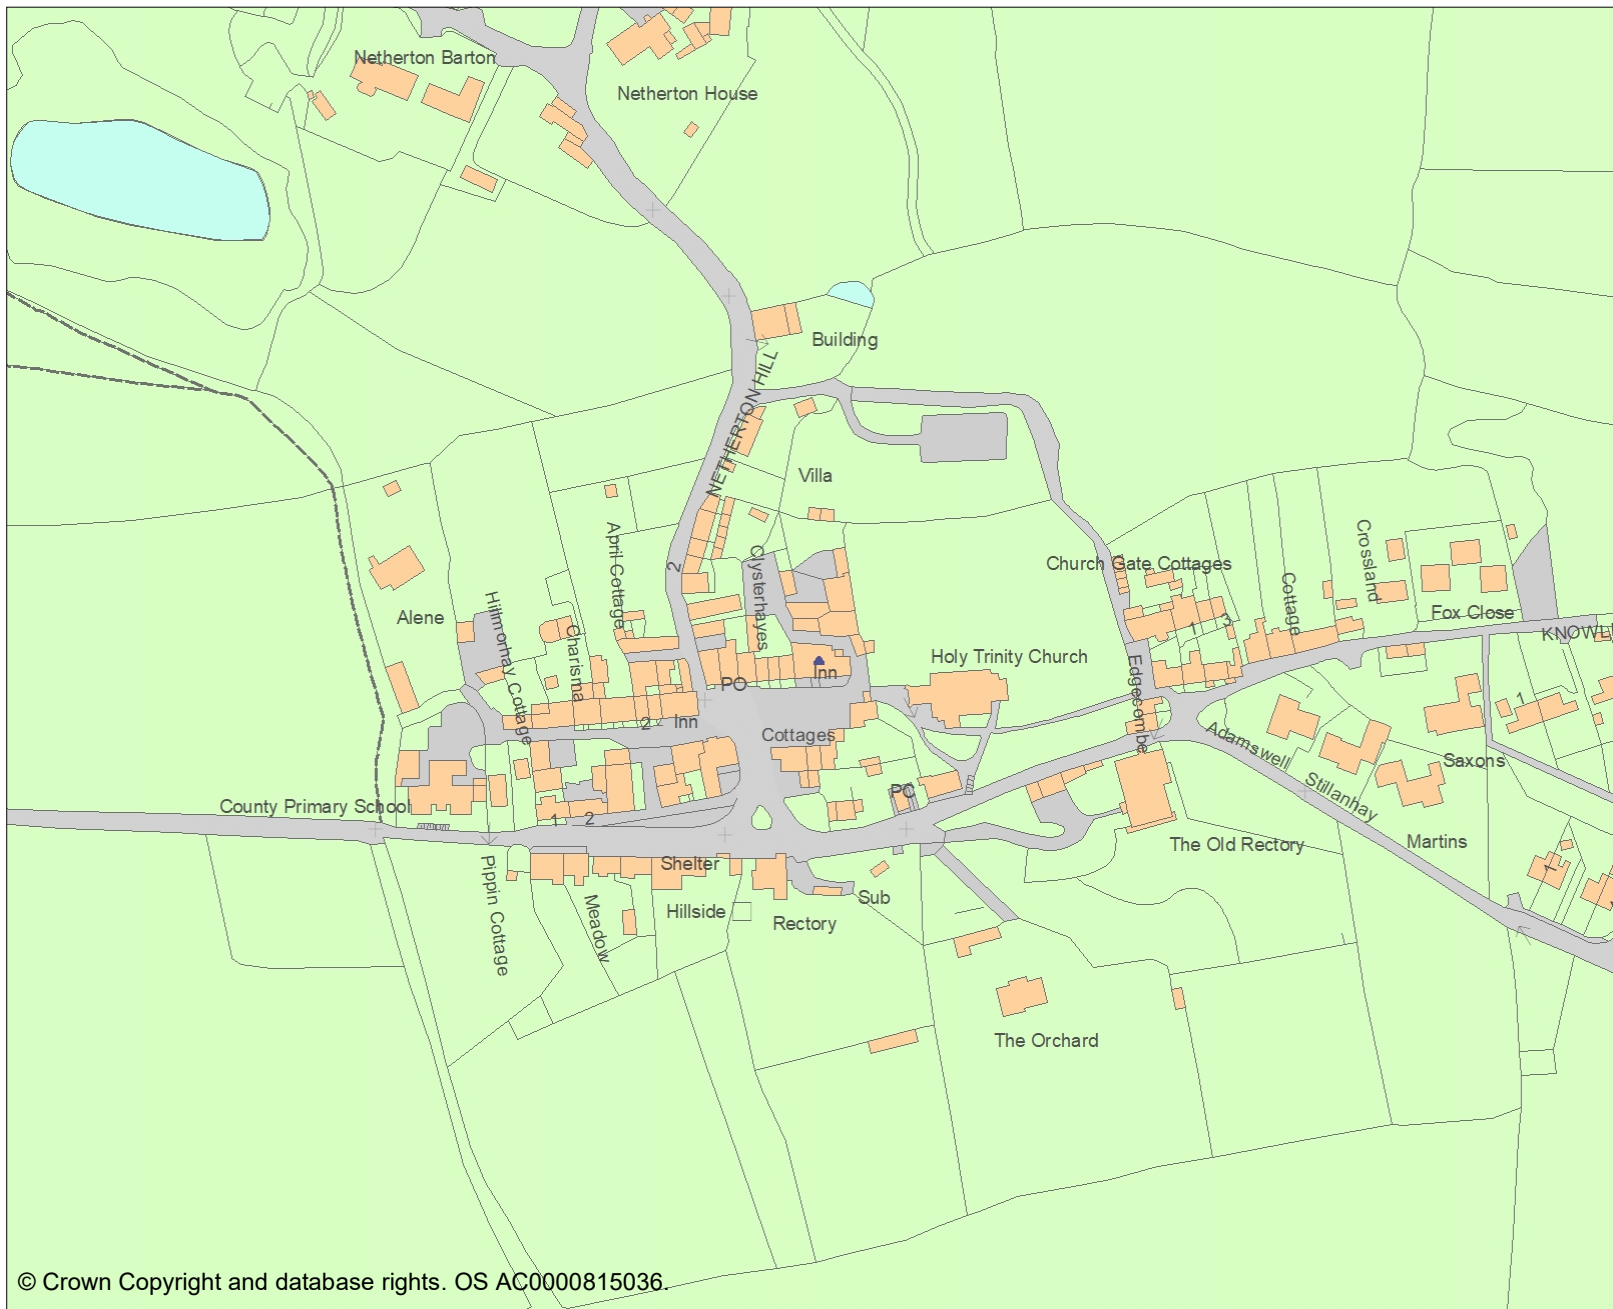 Netherton Barton
Netherton House
Building
NETHERTON HILL
Villa
April Cottage
2
Clysterhayes
Church Gate Cottages
Cottage
Crossland
Fox Close
Alene
Hillmorhay Cottage
Charisma
1
3
Holy Trinity Church
Edgecombe
PO
Inn
2
Inn
Cottages
Adamswell
Stillanhay
Saxons
1
County Primary School
1
2
PC
Martins
The Old Rectory
1
Shelter
Sub
Pippin Cottage
Meadow
Hillside
Rectory
The Orchard
© Crown Copyright and database rights. OS AC0000815036.